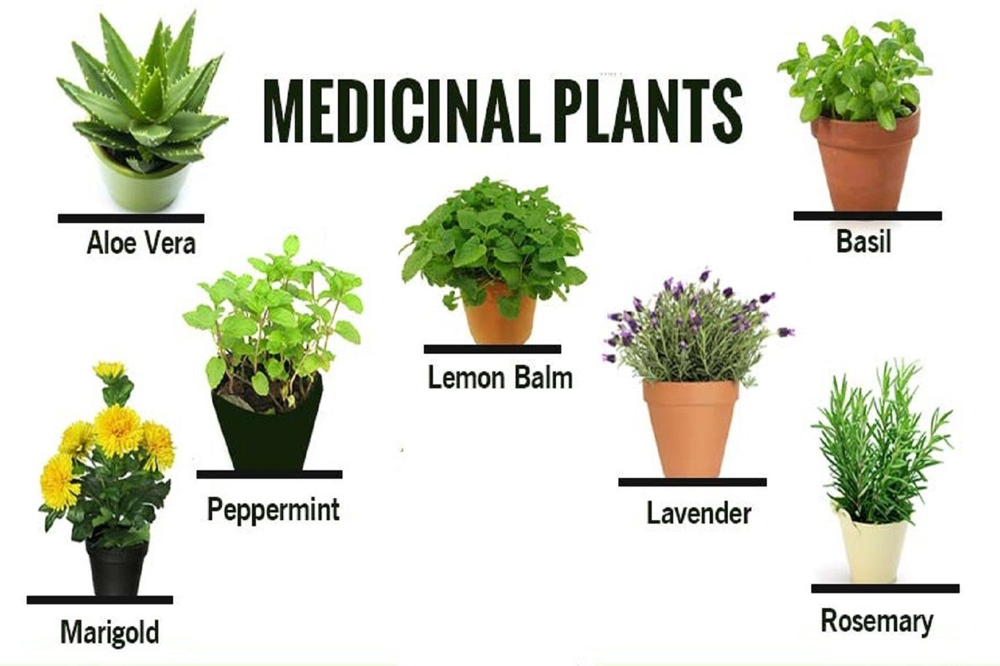 MEDICINAL PLANTS
Aloe Vera
Basil
Lemon Balm
Peppermint
Lavender
Marigold
Rosemary